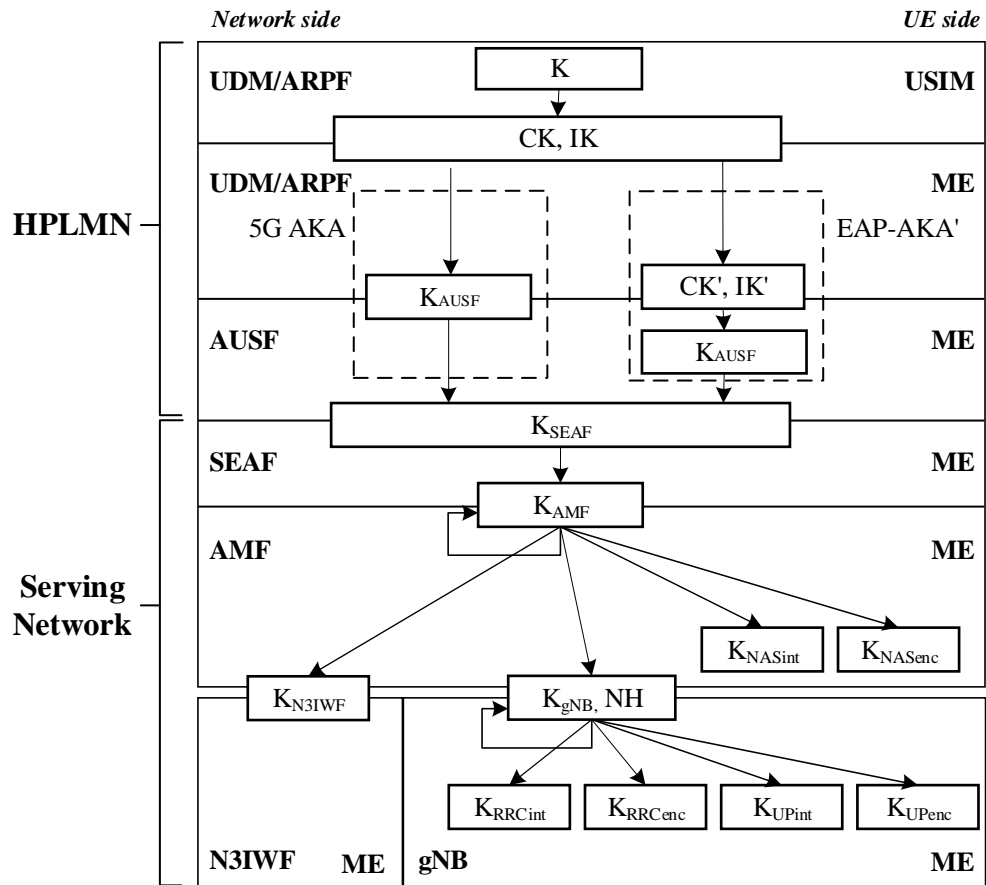 Network side
UE side
UDM/ARPF
K
USIM
CK, IK
UDM/ARPF
ME
HPLMN
5G AKA
EAP-AKA'
CK', IK'
KAUSF
AUSF
ME
KAUSF
KSEAF
SEAF
ME
KAMF
AMF
ME
Serving
Network
KNASint
KNASenc
KN3IWF
KgNB, NH
KRRCint
KRRCenc
KUPint
KUPenc
N3IWF
ME
gNB
ME